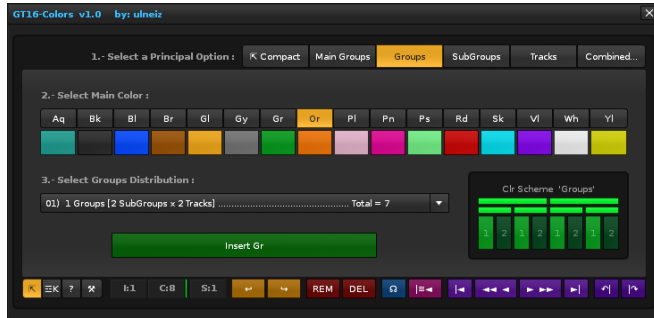 GT16-Colors v1.0 by: ulneiz X
1.- Select a Principal Option : Compact Main Groups Groups SubGroups Tracks Combined...
2.- Select Main Color :
Aq Bk Bl Br Gl Gy Gr Or Pl Pn Ps Rd Sk Vl Wh Yl
3.- Select Groups Distribution :
Clr Scheme 'Groups'
01) 1 Groups [2 SubGroups x 2 Tracks] .................................................. Total = 7
1 2 1 2 1 2 1 2
Insert Gr
K ? I:1 C:8 S:1 REM DEL Ω